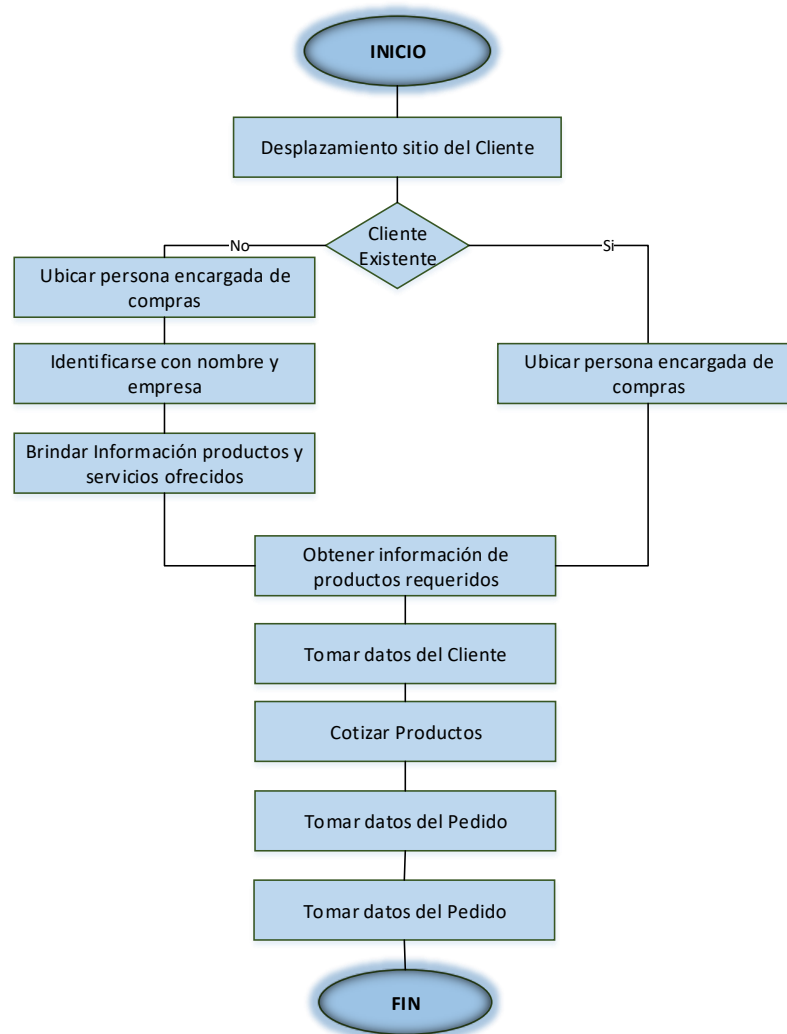 INICIO
Desplazamiento sitio del Cliente
Cliente
Existente
No
Si
Ubicar persona encargada de
compras
Identificarse con nombre y
empresa
Ubicar persona encargada de
compras
Brindar Información productos y
servicios ofrecidos
Obtener información de
productos requeridos
Tomar datos del Cliente
Cotizar Productos
Tomar datos del Pedido
Tomar datos del Pedido
FIN